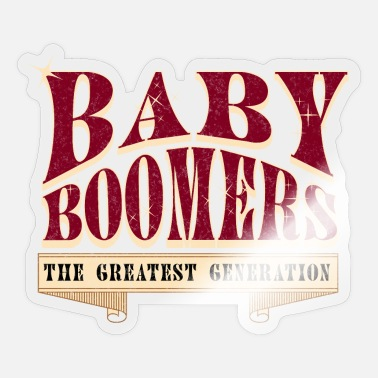 BABY
BOOMERS
THE GREATEST GENERATION